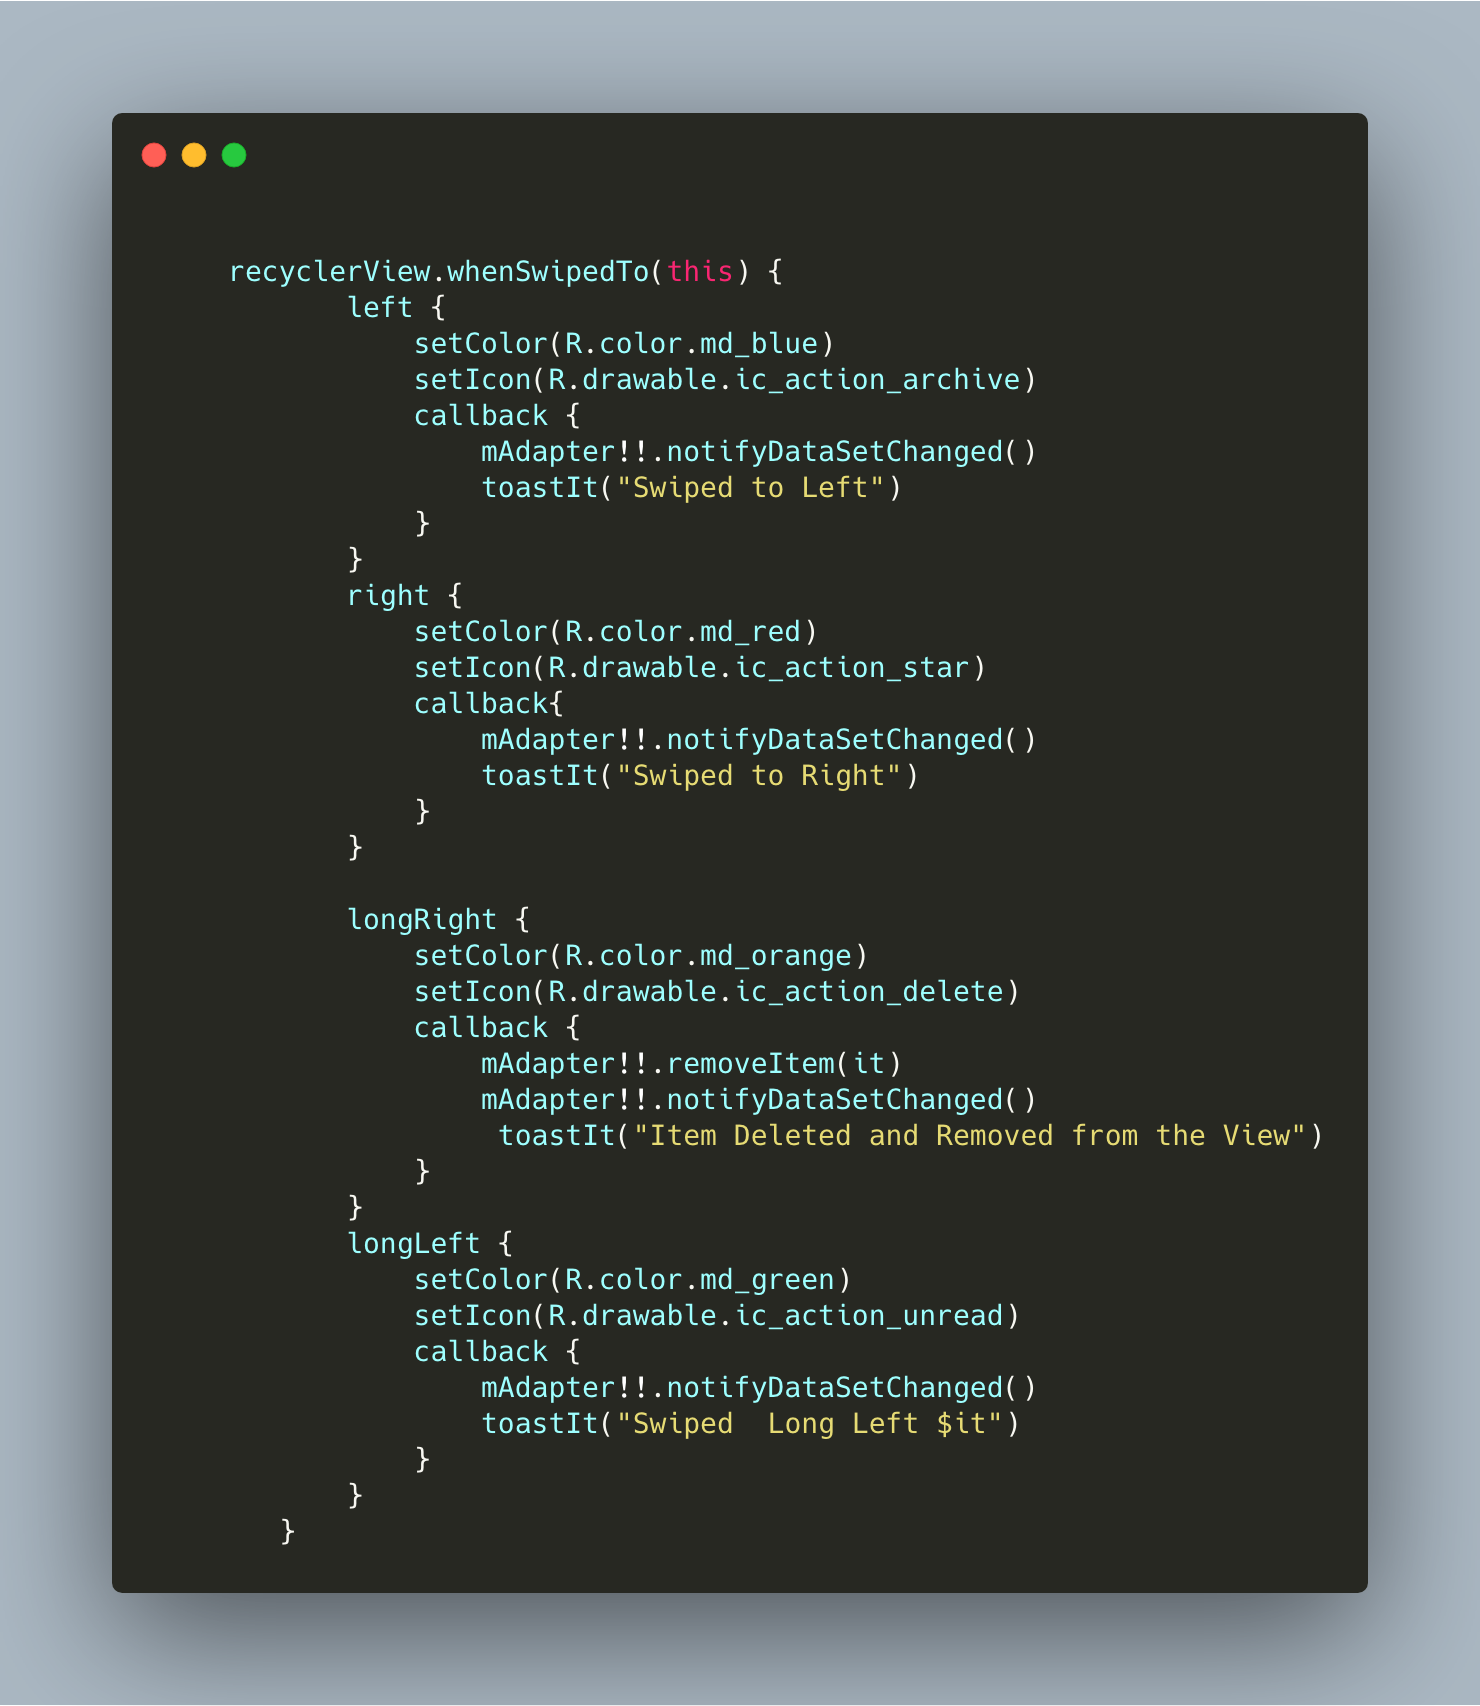 recyclerView.whenSwipedTo(this) {
left {
setColor(R.color.md_blue)
setIcon(R.drawable.ic_action_archive)
callback {
mAdapter!!.notifyDataSetChanged()
toastIt("Swiped to Left")
}
}
right {
setColor(R.color.md_red)
setIcon(R.drawable.ic_action_star)
callback{
mAdapter!!.notifyDataSetChanged()
toastIt("Swiped to Right")
}
}
longRight {
setColor(R.color.md_orange)
setIcon(R.drawable.ic_action_delete)
callback {
mAdapter!!.removeItem(it)
mAdapter!!.notifyDataSetChanged()
toastIt("Item Deleted and Removed from the View")
}
}
longLeft {
setColor(R.color.md_green)
setIcon(R.drawable.ic_action_unread)
callback {
mAdapter!!.notifyDataSetChanged()
toastIt("Swiped  Long Left $it")
}
}
}